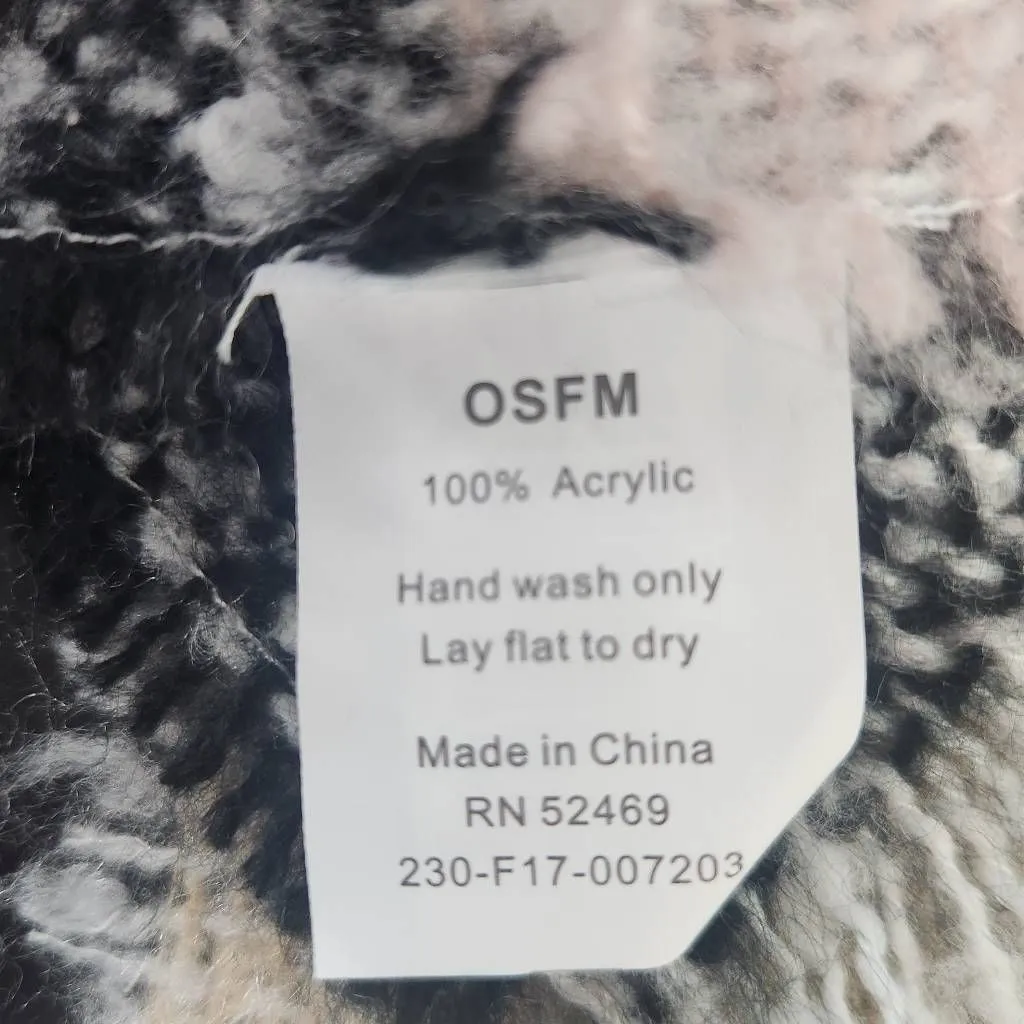 OSFM
100% Acrylic
Hand wash only
Lay flat to dry
Made in China
RN 52469
230-F17-007203